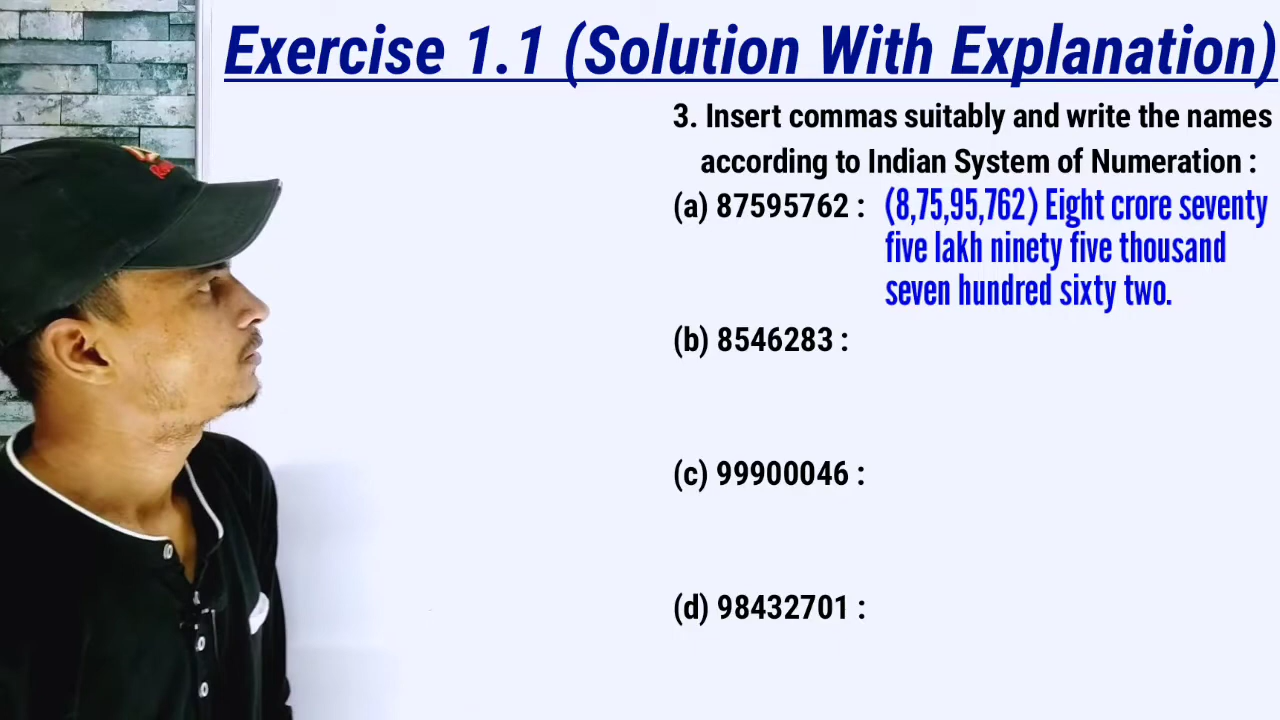 Exercise 1.1 (Solution With Explanation)
3. Insert commas suitably and write the names
according to Indian System of Numeration :
(a) 87595762 : (8,75,95,762) Eight crore seventy
five lakh ninety five thousand
seven hundred sixty two.
(b) 8546283 :
(c) 99900046 :
(d) 98432701 :